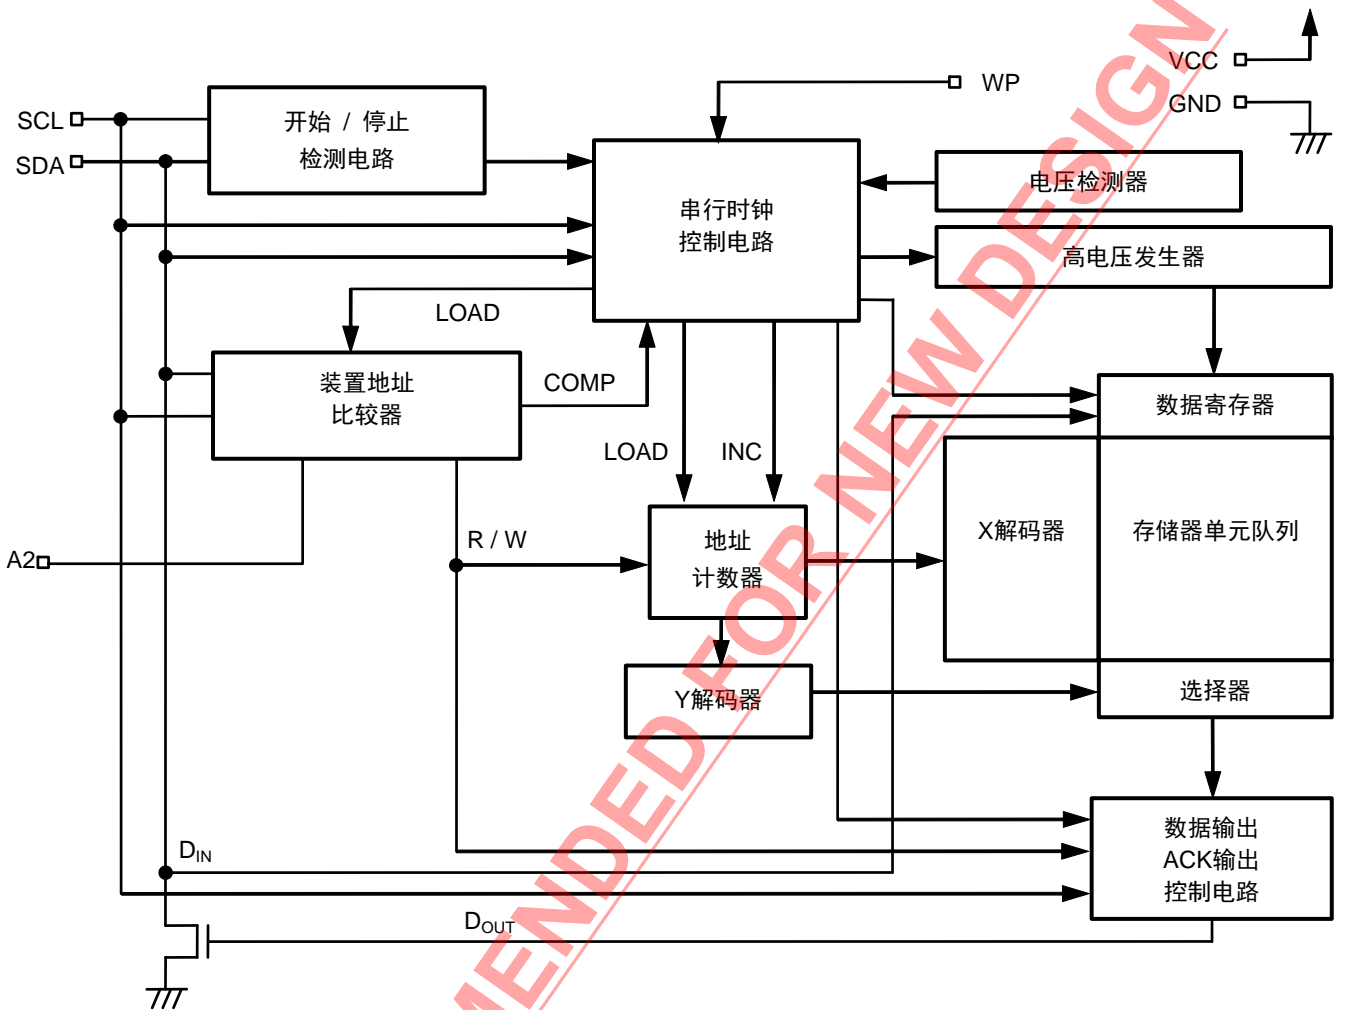 VCC
WP
GND
SCL
SDA
开始 / 停止
检测电路
串行时钟
控制电路
电压检测器
高电压发生器
LOAD
装置地址
比较器
COMP
数据寄存器
LOAD
INC
R / W
A2
地址
计数器
X解码器
存储器单元队列
Y解码器
选择器
数据输出
ACK输出
控制电路
DIN
DOUT
MENDED FOR NEW DESIGN